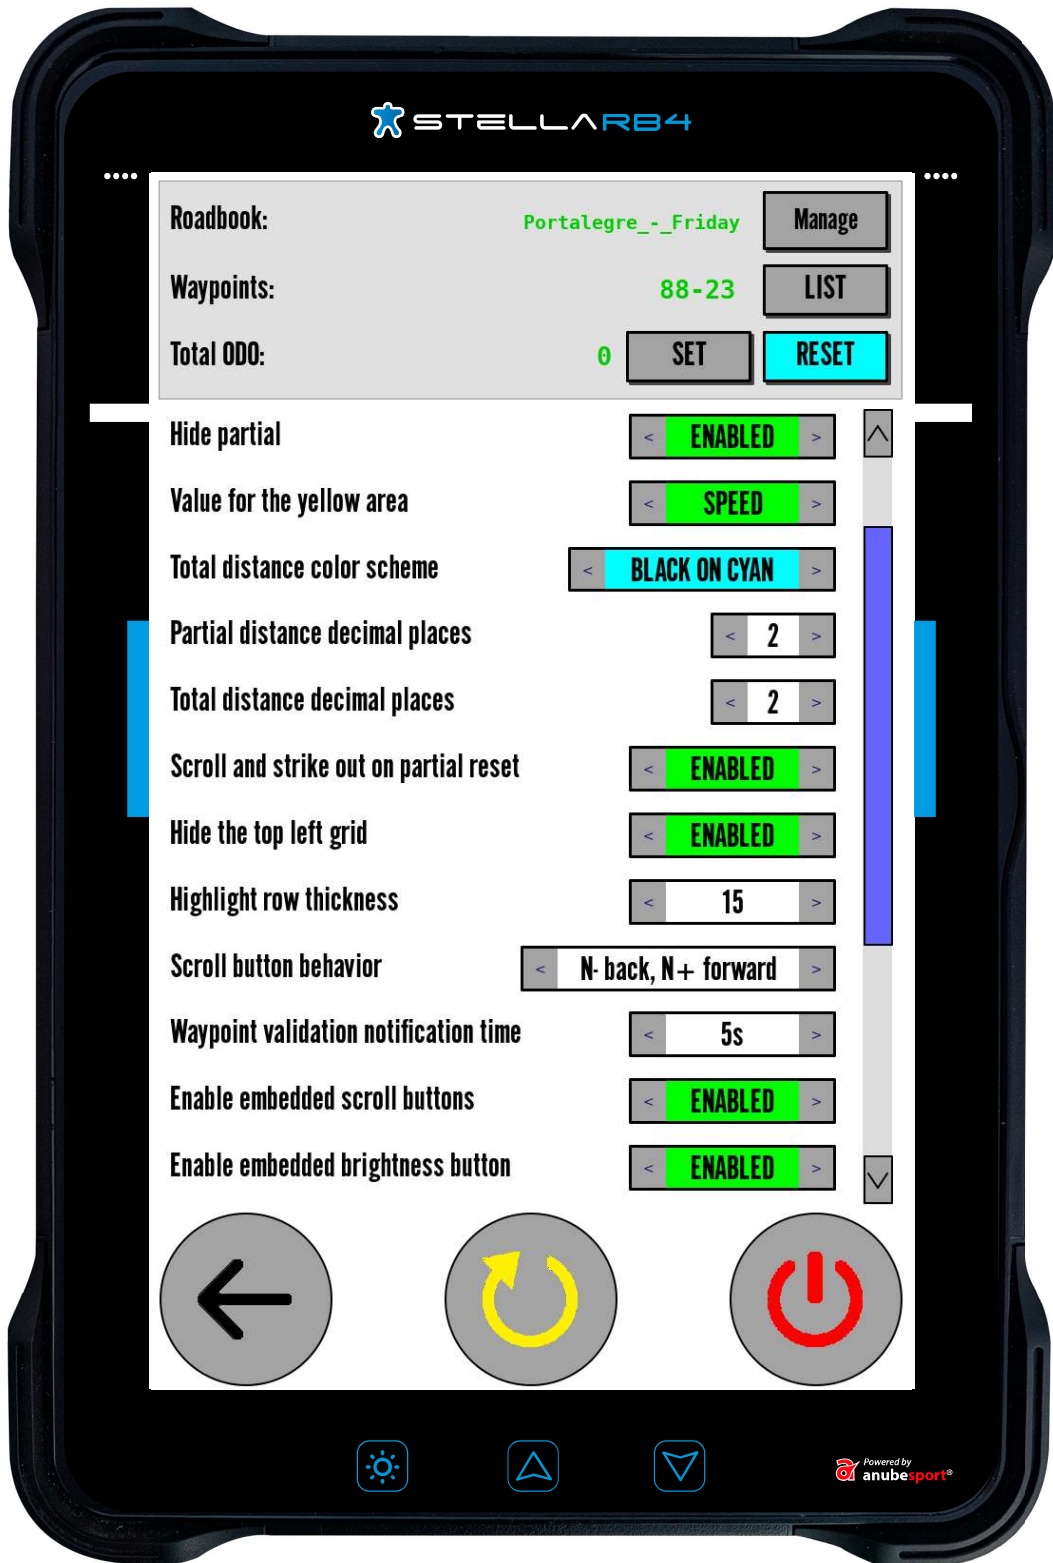 STELLARB4
Roadbook: Portalegre_-_Friday Manage
Waypoints: 88-23 LIST
Total ODO: 0 SET RESET
Hide partial < ENABLED >
Value for the yellow area < SPEED >
Total distance color scheme < BLACK ON CYAN >
Partial distance decimal places < 2 >
Total distance decimal places < 2 >
Scroll and strike out on partial reset < ENABLED >
Hide the top left grid < ENABLED >
Highlight row thickness < 15 >
Scroll button behavior < N- back, N+ forward >
Waypoint validation notification time < 5s >
Enable embedded scroll buttons < ENABLED >
Enable embedded brightness button < ENABLED >
Powered by
anubesport®